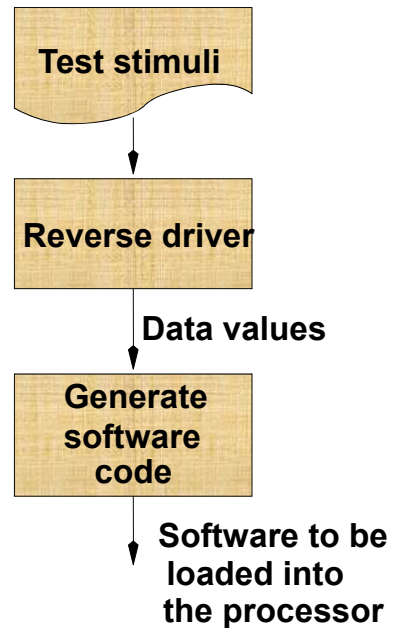 Test stimuli
Reverse driver
Data values
Generate
software
code
Software to be
loaded into
the processor